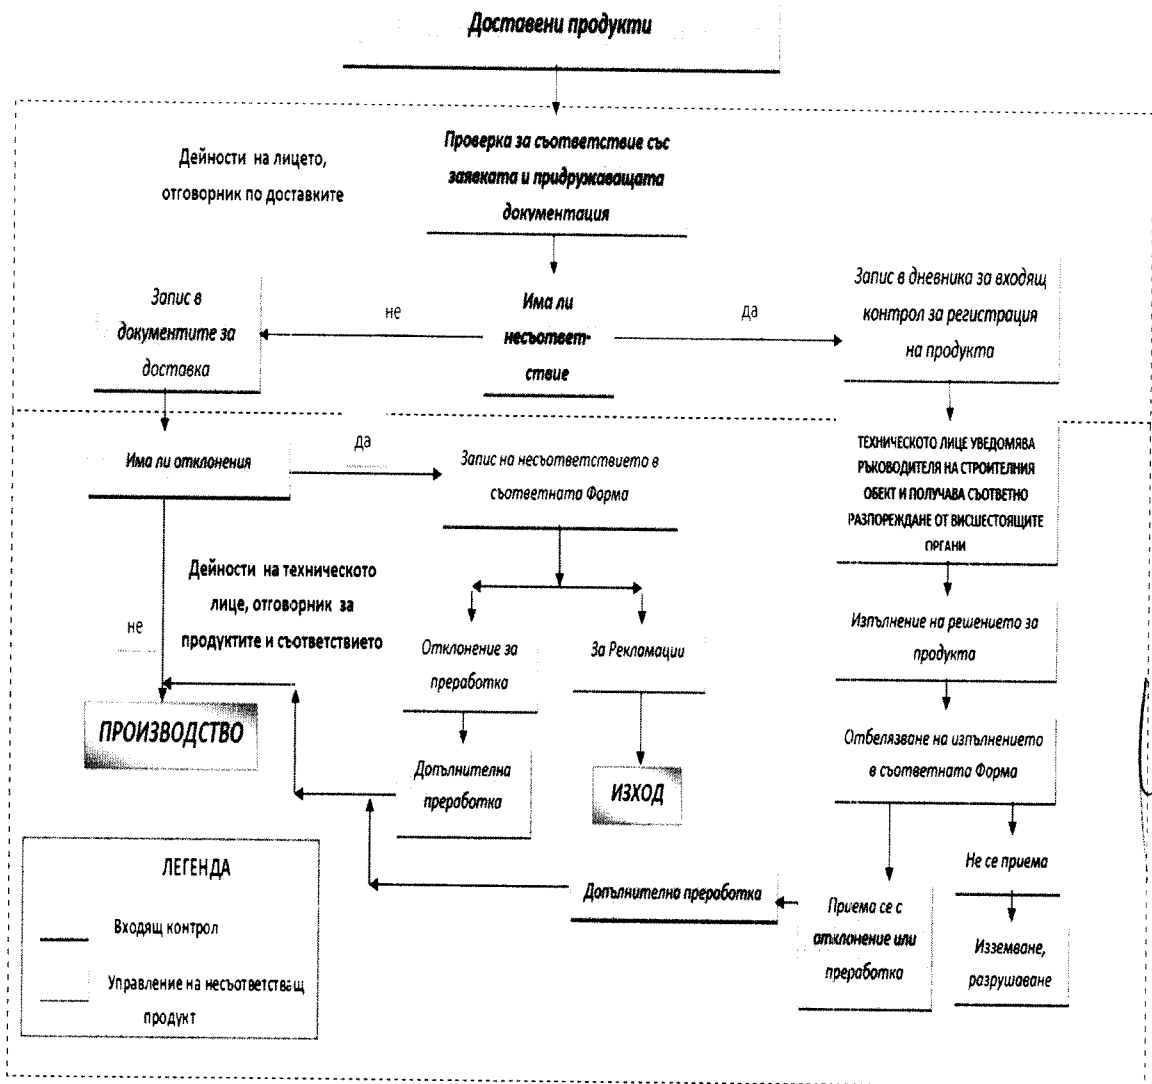 Доставени продукти
Дейности на лицето,
отговорник по доставките
Проверка за съответствие със
заявката и придружаващата
документация
Запис в
документите за
доставка
не
Има ли
несъответ-
ствие
да
Запис в дневника за входящ
контрол за регистрация
на продукта
Има ли отклонения
да
Запис на несъответствието в
съответната Форма
ТЕХНИЧЕСКОТО ЛИЦЕ УВЕДОМЯВА
РЪКОВОДИТЕЛЯ НА СТРОИТЕЛНИЯ
ОБЕКТ И ПОЛУЧАВА СЪОТВЕТНО
РАЗПОРЕЖДАНЕ ОТ ВИСШЕСТОЯЩИТЕ
ОРГАНИ
Дейности на техническото
лице, отговорник за
продуктите и съответствието
не
Отклонение за
преработка
За Рекламации
Изпълнение на решението за
продукта
ПРОИЗВОДСТВО
Допълнителна
преработка
ИЗХОД
Отбелязване на изпълнението
в съответната Форма
Не се приема
Допълнителна преработка
Приема се с
отклонение или
преработка
Изземване,
разрушаване
ЛЕГЕНДА
Входящ контрол
Управление на несъответстващ
продукт